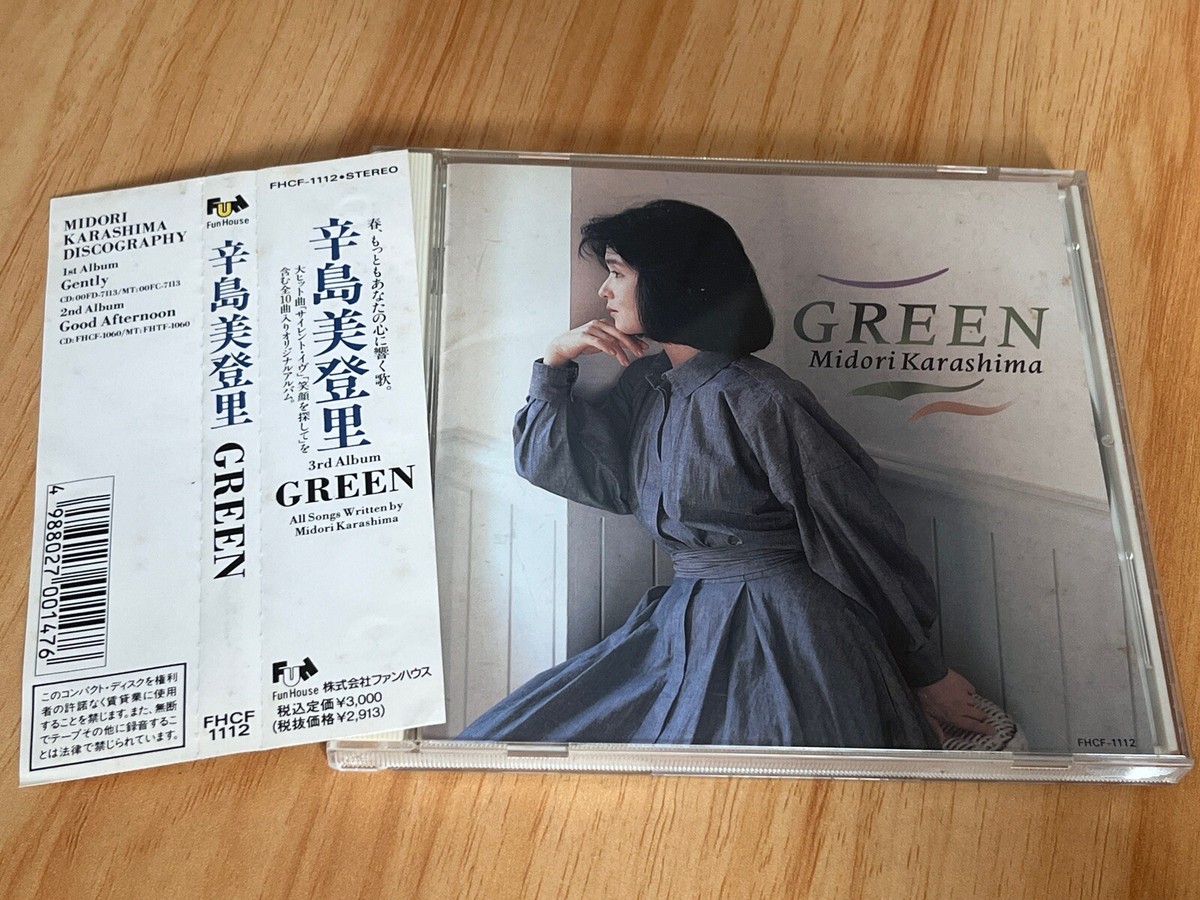 MIDORI
KARASHIMA
DISCOGRAPHY
1st Album
Gently
CD:00FD-7113/MT:00FC-7113
2nd Album
Good Afternoon
CD:FHCF-1060/MT:FHTF-1060
4 988027 001476
このコンパクト・ディスクを権利
者の許諾なく賃貸業に使用
することを禁じます。また、無断
でテープその他に録音するこ
とは法律で禁じられています。
Fun
Fun House
辛島美登里
GREEN
FHCF
1112
FHCF-1112•STEREO
春、もっともあなたの心に響く歌。
大ヒット曲「サイレント・イヴ」、「笑顔を探して」を
含む全10曲入りオリジナルアルバム。
辛島美登里
3rd Album
GREEN
All Songs Written by
Midori Karashima
Fun
Fun House 株式会社ファンハウス
税込定価¥3,000
(税抜価格¥2,913)
GREEN
Midori Karashima
FHCF-1112